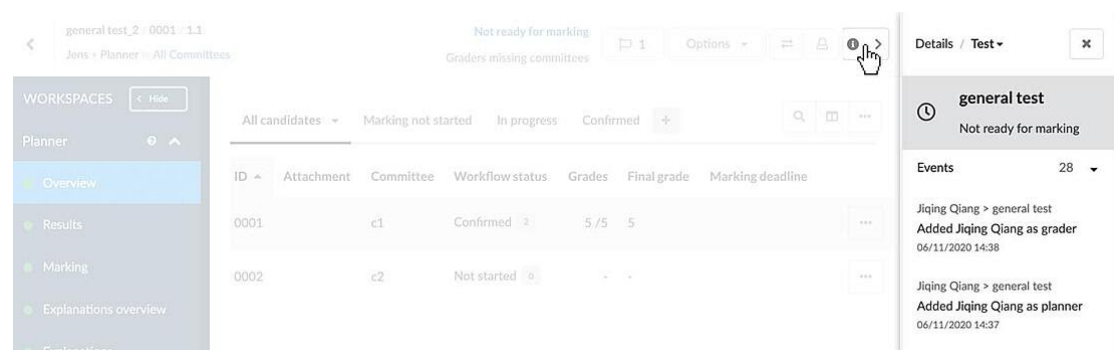 general test_2 / 0001 / 1.1
Jens > Planner > All Committees
Not ready for marking
Graders missing committees
1
Options
Details / Test
general test
Not ready for marking
Events 28
Jiqing Qiang > general test
Added Jiqing Qiang as grader
06/11/2020 14:38
Jiqing Qiang > general test
Added Jiqing Qiang as planner
06/11/2020 14:37
WORKSPACES < Hide
Planner
Overview
Results
Marking
Explanations overview
Explanations
All candidates Marking not started In progress Confirmed +
ID Attachment Committee Workflow status Grades Final grade Marking deadline
0001 c1 Confirmed 2 5 /5 5
0002 c2 Not started 0 - -